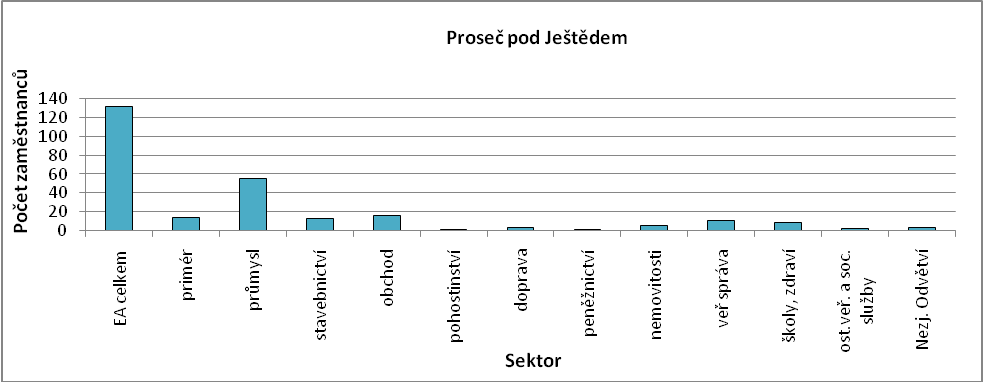 Proseč pod Ještědem
Počet zaměstnanců
140
120
100
80
60
40
20
0
EA celkem
primér
průmysl
stavebnictví
obchod
pohostinství
doprava
peněžnictví
nemovitosti
veř správa
školy, zdraví
ost.veř. a soc.
služby
Nezj. Odvětví
Sektor